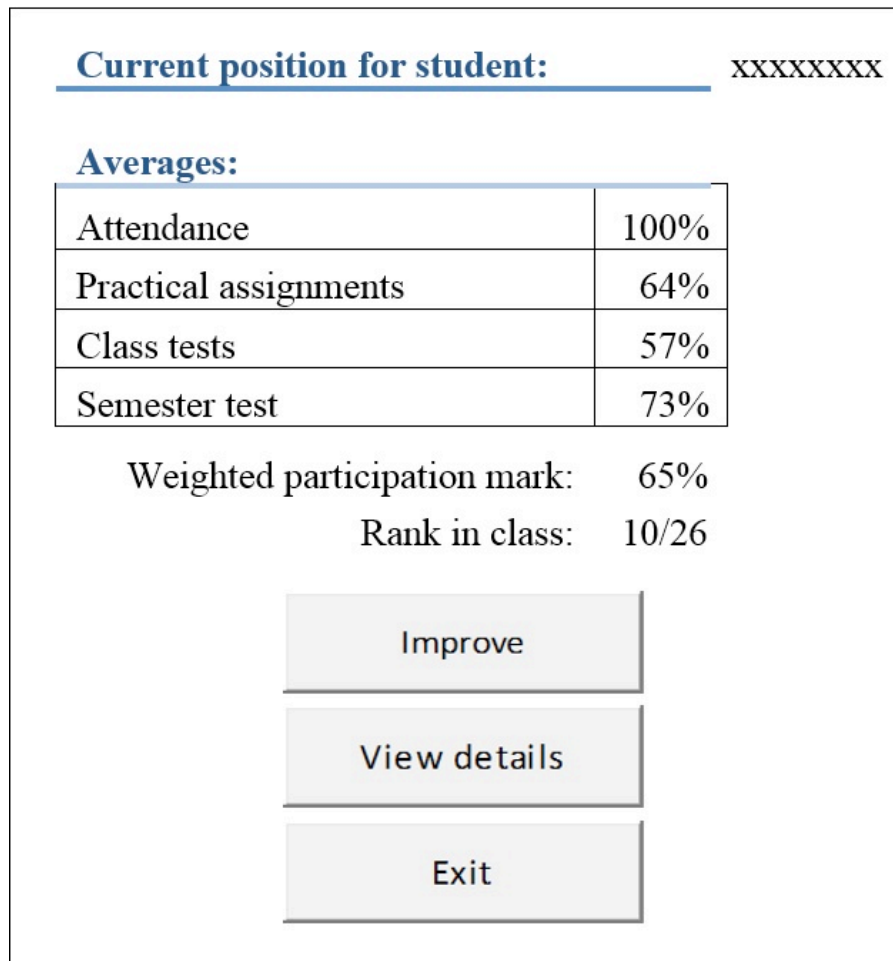 Current position for student: xxxxxxxx
Averages:
Attendance 100%
Practical assignments 64%
Class tests 57%
Semester test 73%
Weighted participation mark: 65%
Rank in class: 10/26
Improve
View details
Exit